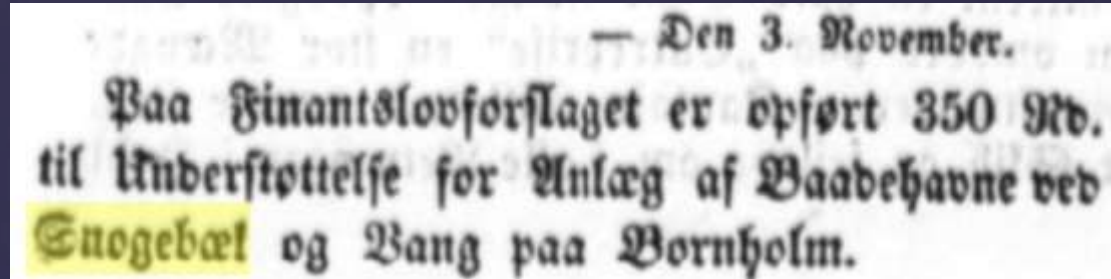 — Den 3. November.
Paa Finantslovforslaget er opført 350 Rd.
til Understøttelse for Anlæg af Baadehavne ved
Snogebæk og Vang paa Bornholm.